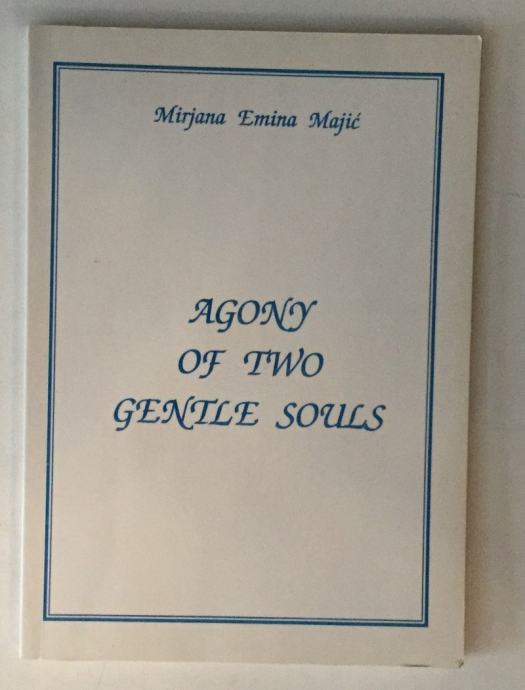 Mirjana Emina Majić
AGONY
OF TWO
GENTLE SOULS